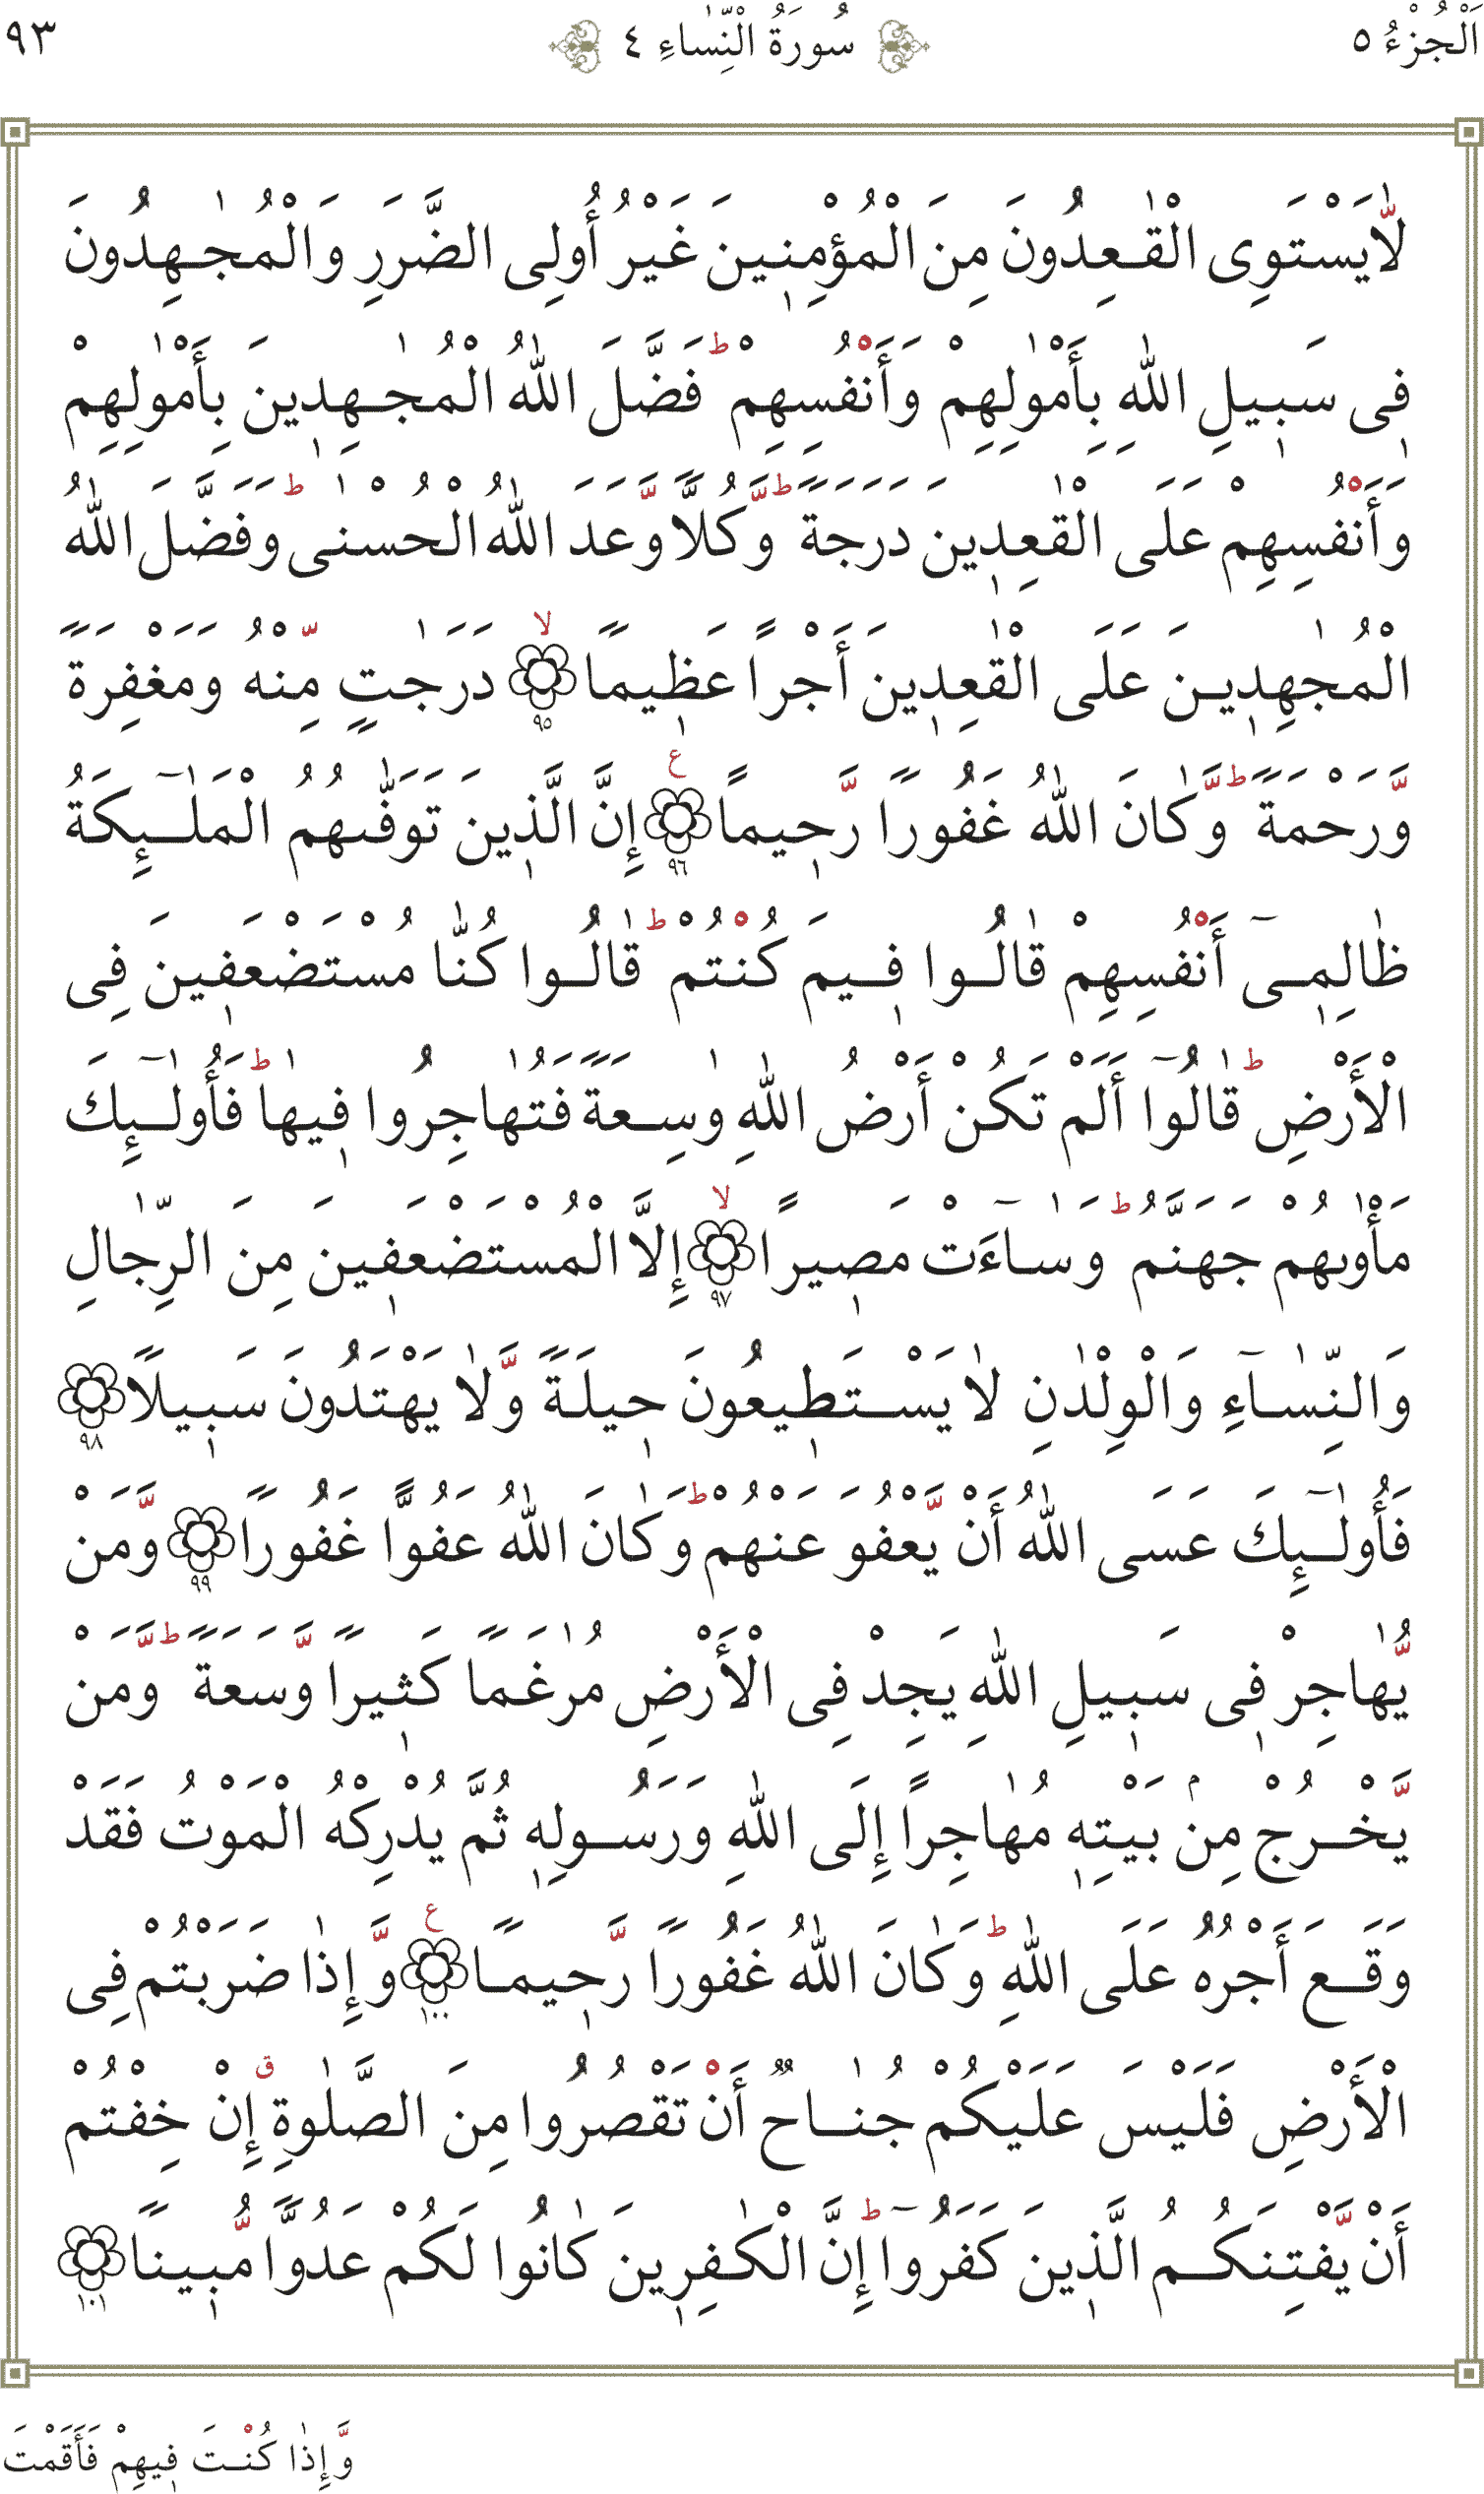 اَلْجُزْءُ ٥ سُورَةُ النِّسَاءِ ٤ ٩٣
لَّايَسْتَوِى الْقٰعِدُونَ مِنَ الْمُؤْمِنِينَ غَيْرُ أُولِى الضَّرَرِ وَالْمُجٰهِدُونَ
فِى سَبِيلِ اللّٰهِ بِأَمْوٰلِهِمْ وَأَنْفُسِهِمْ ط فَضَّلَ اللّٰهُ الْمُجٰهِدِينَ بِأَمْوٰلِهِمْ
وَأَنْفُسِهِمْ عَلَى الْقٰعِدِينَ دَرَجَةً ط وَّكُلًّا وَّعَدَ اللّٰهُ الْحُسْنٰى ط وَفَضَّلَ اللّٰهُ
الْمُجٰهِدِينَ عَلَى الْقٰعِدِينَ أَجْرًا عَظِيمًا لا ٩٥ دَرَجٰتٍ مِّنْهُ وَمَغْفِرَةً
وَّرَحْمَةً ط وَّكٰانَ اللّٰهُ غَفُورًا رَّحِيمًا ع ٩٦ إِنَّ الَّذِينَ تَوَفّٰىهُمُ الْمَلٰٓئِكَةُ
ظٰالِمِىٓ أَنْفُسِهِمْ قٰالُوا فِيمَ كُنْتُمْ ط قٰالُوا كُنّٰا مُسْتَضْعَفِينَ فِى
الْأَرْضِ ط قٰالُوٓا أَلَمْ تَكُنْ أَرْضُ اللّٰهِ وٰسِعَةً فَتُهٰاجِرُوا فِيهٰا ط فَأُولٰٓئِكَ
مَأْوٰىهُمْ جَهَنَّمُ ط وَسٰآءَتْ مَصِيرًا لا ٩٧ إِلَّا الْمُسْتَضْعَفِينَ مِنَ الرِّجٰالِ
وَالنِّسٰآءِ وَالْوِلْدٰنِ لٰا يَسْتَطِيعُونَ حِيلَةً وَّلٰا يَهْتَدُونَ سَبِيلًا ٩٨
فَأُولٰٓئِكَ عَسَى اللّٰهُ أَنْ يَّعْفُوَ عَنْهُمْ ط وَكٰانَ اللّٰهُ عَفُوًّا غَفُورًا ٩٩ وَّمَنْ
يُّهٰاجِرْ فِى سَبِيلِ اللّٰهِ يَجِدْ فِى الْأَرْضِ مُرٰغَمًا كَثِيرًا وَّسَعَةً ط وَّمَنْ
يَّخْرُجْ مِنۢ بَيْتِهٖ مُهٰاجِرًا إِلَى اللّٰهِ وَرَسُولِهٖ ثُمَّ يُدْرِكْهُ الْمَوْتُ فَقَدْ
وَقَعَ أَجْرُهُ عَلَى اللّٰهِ ط وَكٰانَ اللّٰهُ غَفُورًا رَّحِيمًا ع ١٠٠ وَّإِذٰا ضَرَبْتُمْ فِى
الْأَرْضِ فَلَيْسَ عَلَيْكُمْ جُنٰاحٌ أَنْ تَقْصُرُوا مِنَ الصَّلٰوةِ ق إِنْ خِفْتُمْ
أَنْ يَّفْتِنَكُمُ الَّذِينَ كَفَرُوٓا ط إِنَّ الْكٰفِرِينَ كٰانُوا لَكُمْ عَدُوًّا مُّبِينًا ١٠١
وَّإِذٰا كُنْتَ فِيهِمْ فَأَقَمْتَ